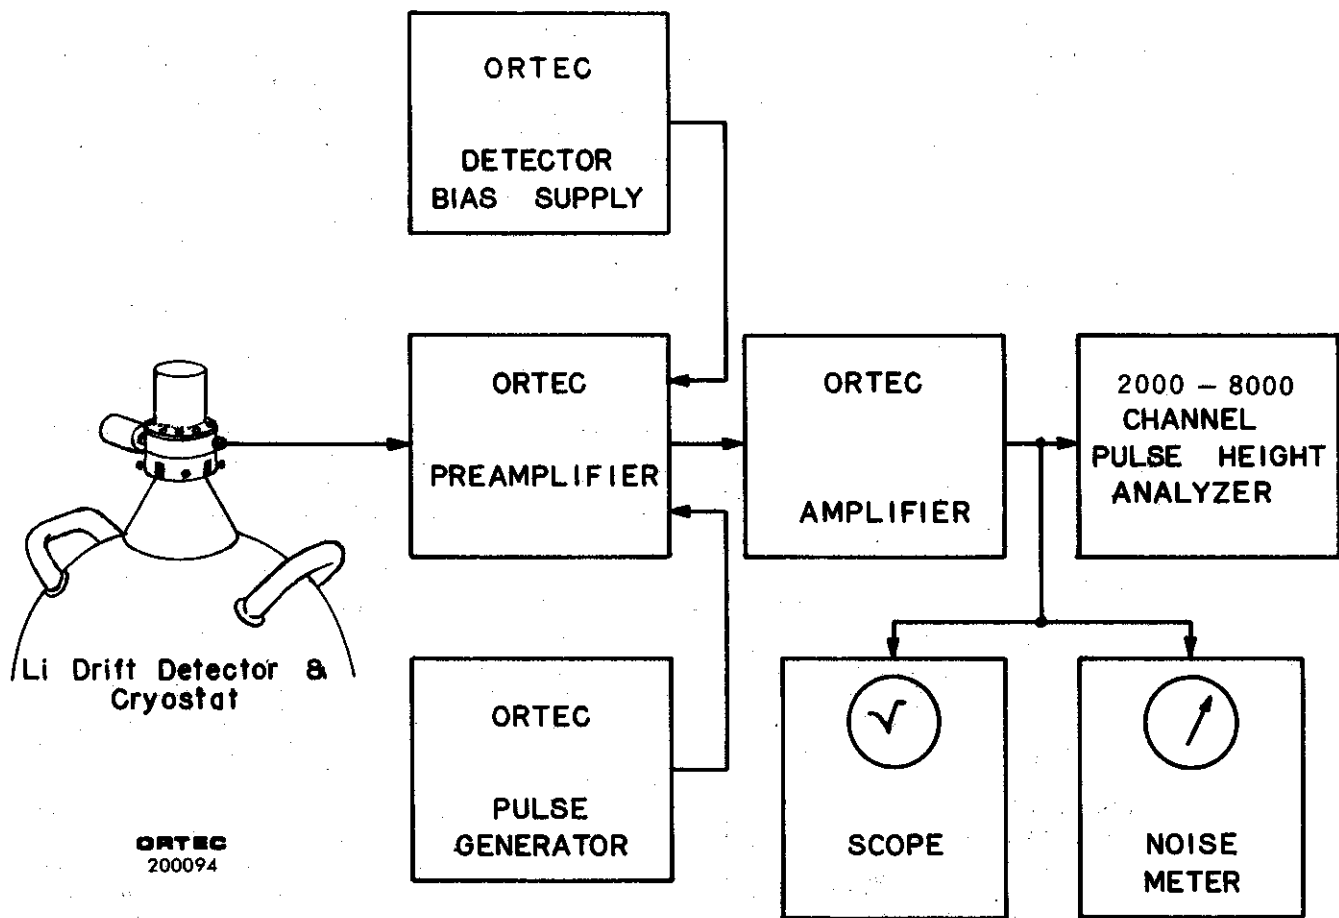 ORTEC
DETECTOR
BIAS SUPPLY
ORTEC
PREAMPLIFIER
ORTEC
AMPLIFIER
2000 – 8000
CHANNEL
PULSE HEIGHT
ANALYZER
Li Drift Detector &
Cryostat
ORTEC
PULSE
GENERATOR
SCOPE
NOISE
METER
ORTEC
200094